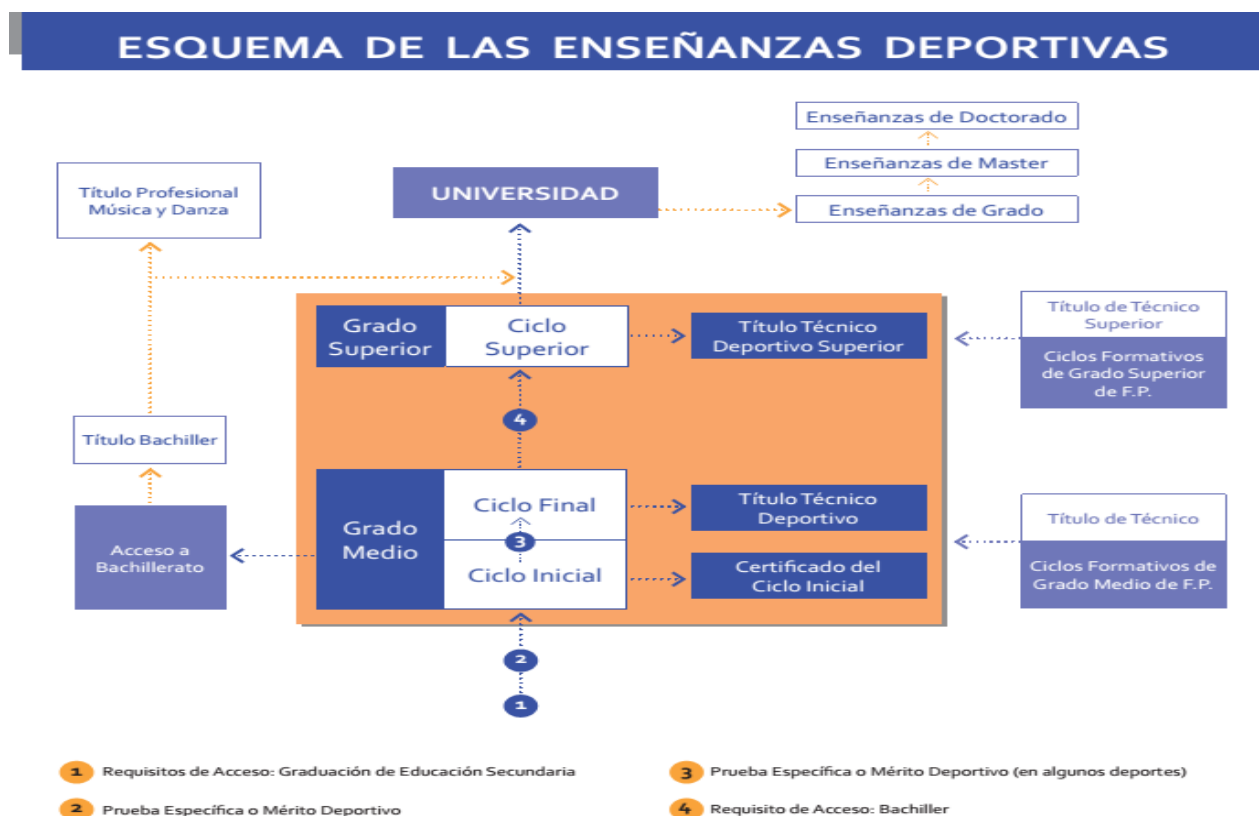 ESQUEMA DE LAS ENSEÑANZAS DEPORTIVAS
Enseñanzas de Doctorado
Enseñanzas de Master
Enseñanzas de Grado
UNIVERSIDAD
Título Profesional
Música y Danza
Grado
Superior
Ciclo
Superior
Título Técnico
Deportivo Superior
Título de Técnico
Superior
Ciclos Formativos
de Grado Superior
de F.P.
4
Título Bachiller
Acceso a
Bachillerato
Grado
Medio
Ciclo Final
3
Ciclo Inicial
Título Técnico
Deportivo
Certificado del
Ciclo Inicial
Título de Técnico
Ciclos Formativos de
Grado Medio de F.P.
2
1
1 Requisitos de Acceso: Graduación de Educación Secundaria
2 Prueba Específica o Mérito Deportivo
3 Prueba Específica o Mérito Deportivo (en algunos deportes)
4 Requisito de Acceso: Bachiller